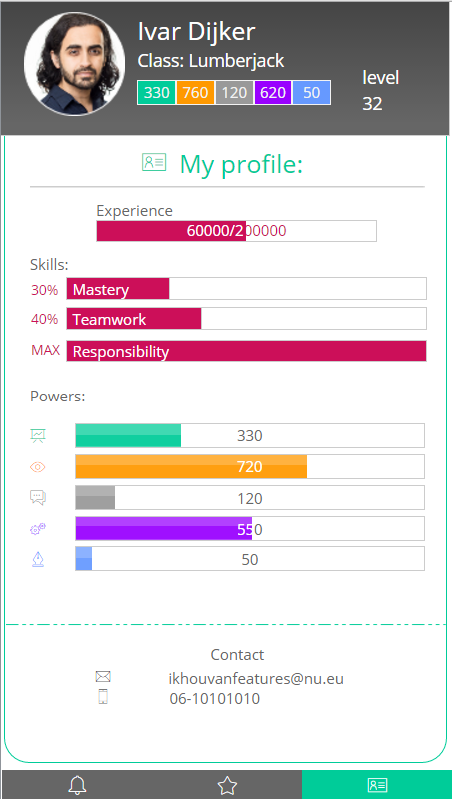 Ivar Dijker
Class: Lumberjack
330 760 120 620 50
level
32
My profile:
Experience
60000/200000
Skills:
30% Mastery
40% Teamwork
MAX Responsibility
Powers:
330
720
120
550
50
Contact
ikhouvanfeatures@nu.eu
06-10101010